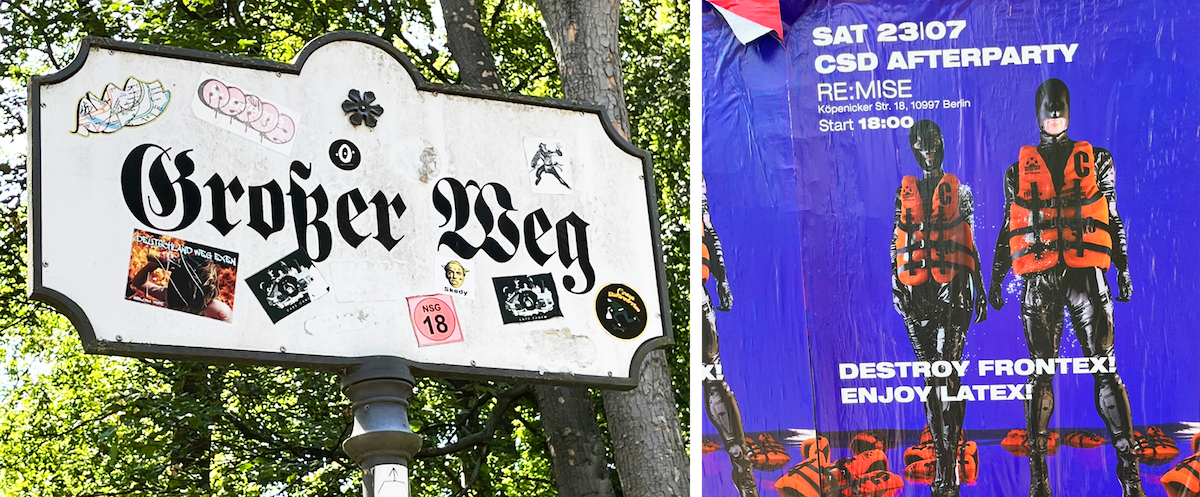 Großer Weg
DEUTSCHLAND WEG EXEN
Skedy
NSG
18
SAT 23|07
CSD AFTERPARTY
RE:MISE
Köpenicker Str. 18, 10997 Berlin
Start 18:00
DESTROY FRONTEX!
ENJOY LATEX!
X!